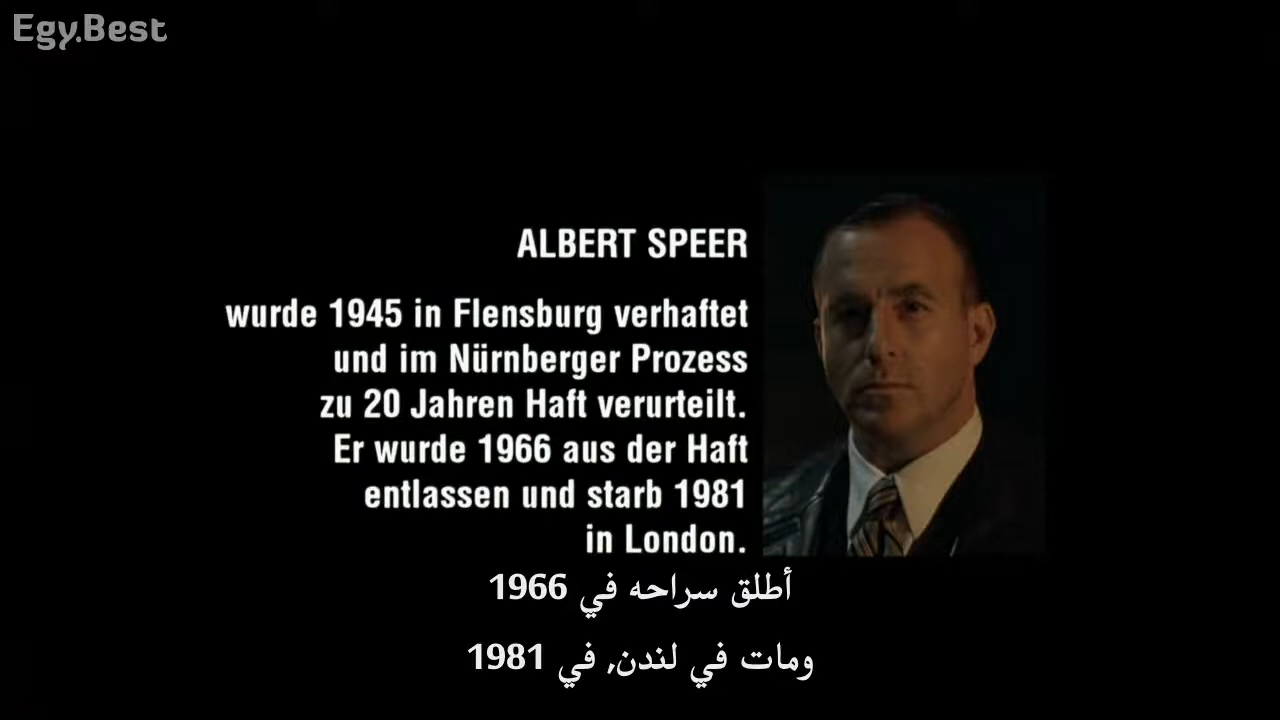 Egy.Best
ALBERT SPEER
wurde 1945 in Flensburg verhaftet
und im Nürnberger Prozess
zu 20 Jahren Haft verurteilt.
Er wurde 1966 aus der Haft
entlassen und starb 1981
in London.
أطلق سراحه في 1966
ومات في لندن, في 1981